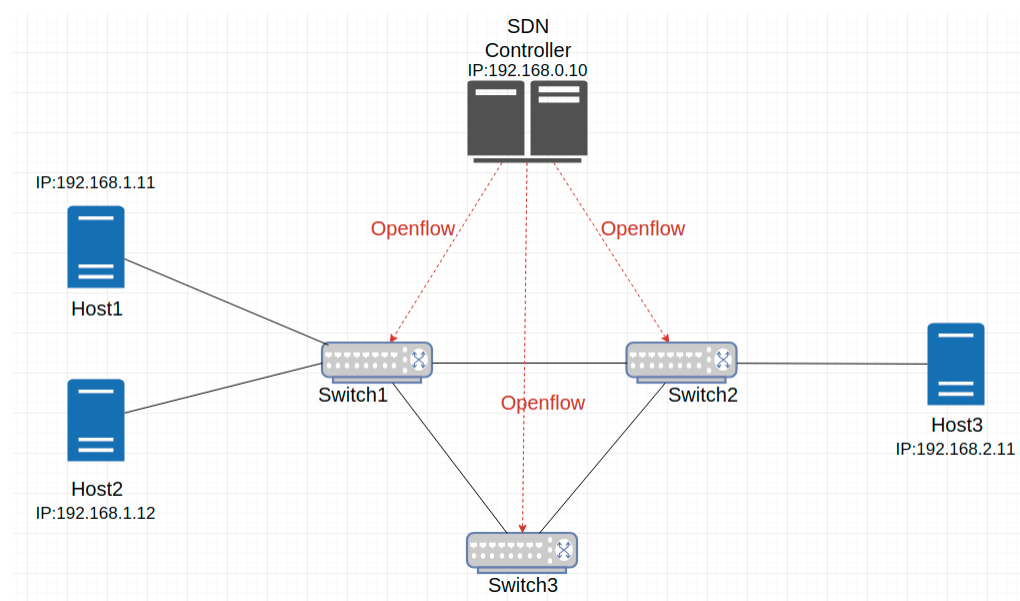 SDN
Controller
IP:192.168.0.10
IP:192.168.1.11
Openflow
Openflow
Host1
Switch1
Switch2
Openflow
Host3
IP:192.168.2.11
Host2
IP:192.168.1.12
Switch3